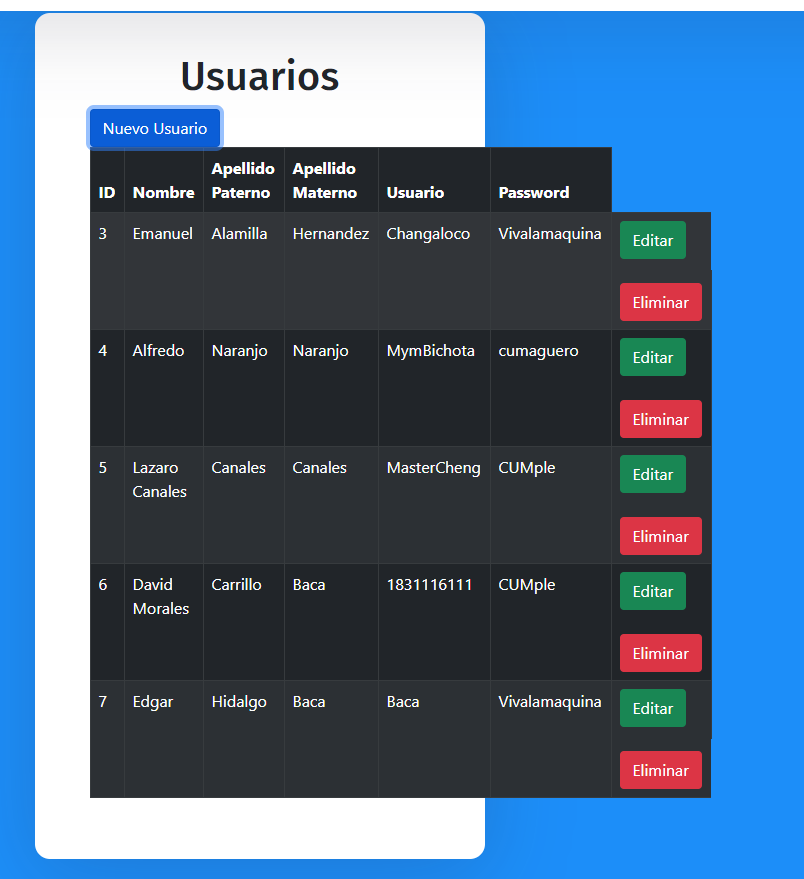 Usuarios
Nuevo Usuario
ID Nombre Apellido Paterno Apellido Materno Usuario Password
3 Emanuel Alamilla Hernandez Changaloco Vivalamaquina Editar
Eliminar
4 Alfredo Naranjo Naranjo MymBichota cumaguero Editar
Eliminar
5 Lazaro Canales Canales Canales MasterCheng CUMple Editar
Eliminar
6 David Morales Carrillo Baca 1831116111 CUMple Editar
Eliminar
7 Edgar Hidalgo Baca Baca Vivalamaquina Editar
Eliminar